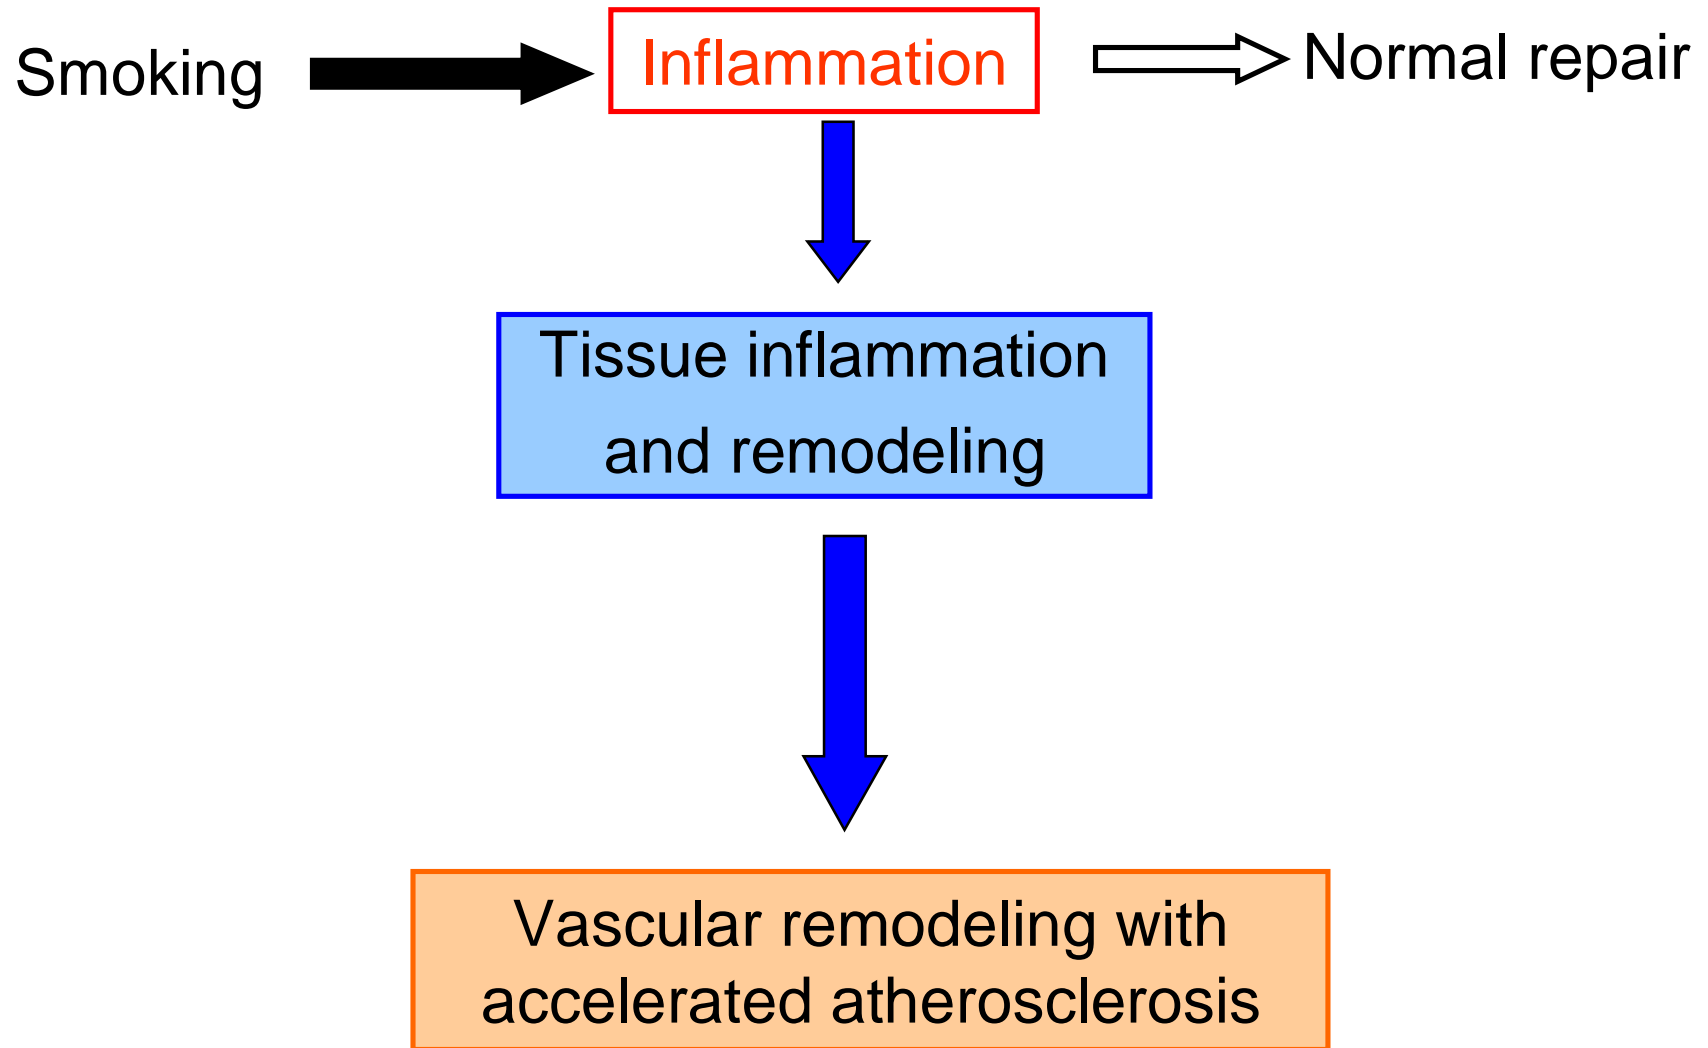 Smoking
Inflammation
Normal repair
Tissue inflammation
and remodeling
Vascular remodeling with
accelerated atherosclerosis